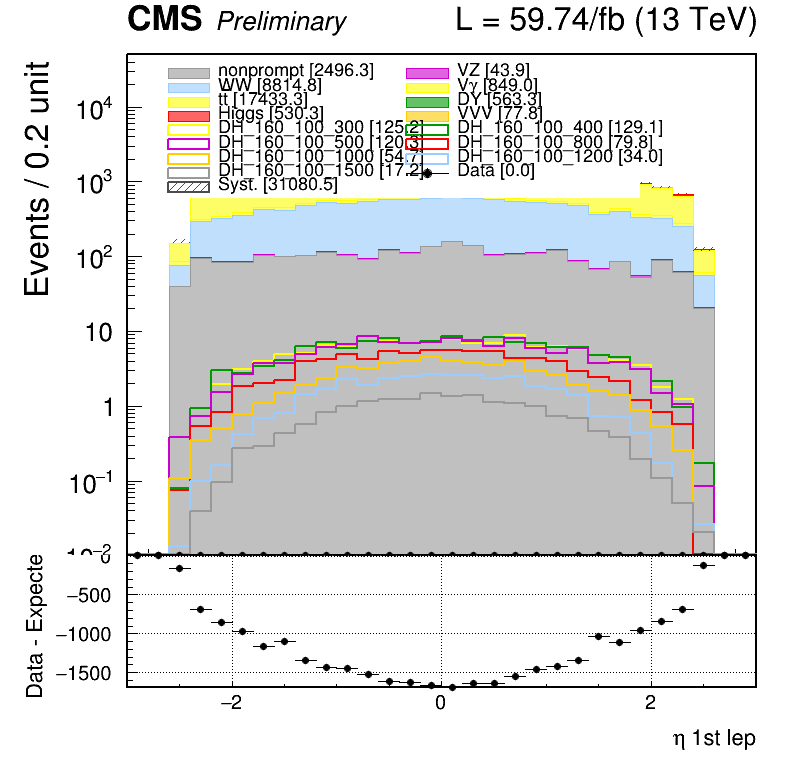 CMS Preliminary L = 59.74/fb (13 TeV)
nonprompt [2496.3] VZ [43.9]
WW [8814.8] Vγ [849.0]
tt [17433.3] DY [563.3]
Higgs [530.3] VVV [77.8]
DH_160_100_300 [125.2] DH_160_100_400 [129.1]
DH_160_100_500 [120.3] DH_160_100_800 [79.8]
DH_160_100_1000 [54.7] DH_160_100_1200 [34.0]
DH_160_100_1500 [17.2] Data [0.0]
Syst. [31080.5]
Events / 0.2 unit
10⁴
10³
10²
10
1
10⁻¹
10⁻²
0
−500
−1000
−1500
Data - Expecte
−2 0 2
η 1st lep